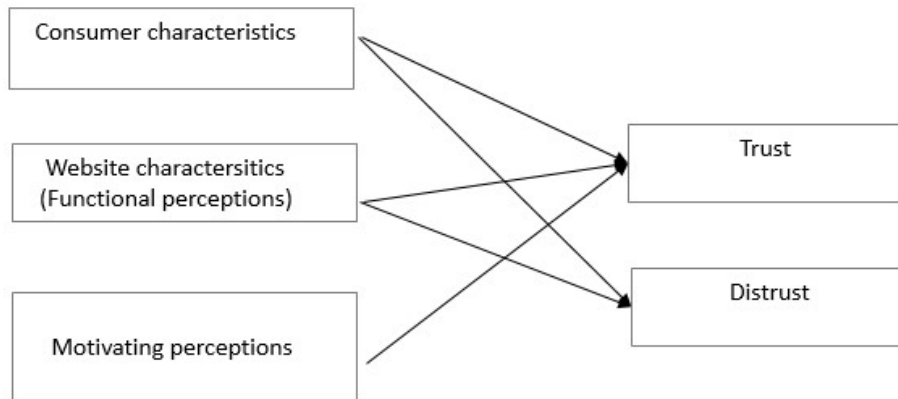 Consumer characteristics
Website charactersitics
(Functional perceptions)
Motivating perceptions
Trust
Distrust